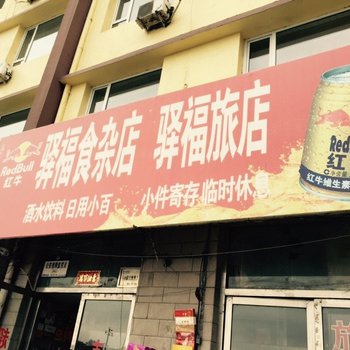 RedBull
红牛
驿福食杂店 驿福旅店
酒水饮料 日用小百 小件寄存 临时休息
Red
红
红牛维生素